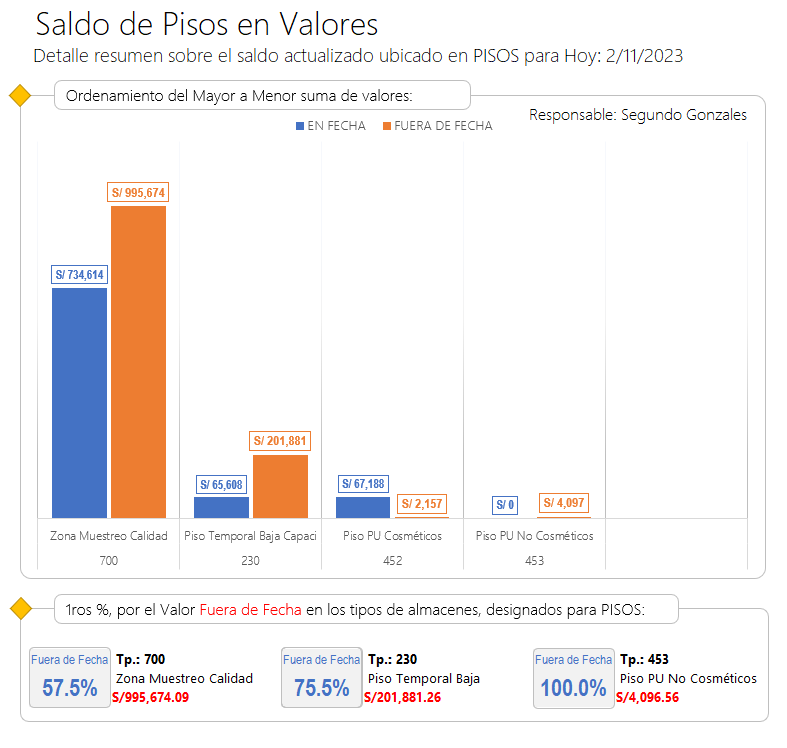 Saldo de Pisos en Valores
Detalle resumen sobre el saldo actualizado ubicado en PISOS para Hoy: 2/11/2023
Ordenamiento del Mayor a Menor suma de valores:
Responsable: Segundo Gonzales
EN FECHA FUERA DE FECHA
S/ 995,674
S/ 734,614
S/ 201,881
S/ 65,608
S/ 67,188
S/ 2,157
S/ 0
S/ 4,097
Zona Muestreo Calidad Piso Temporal Baja Capaci Piso PU Cosméticos Piso PU No Cosméticos
700 230 452 453
1ros %, por el Valor Fuera de Fecha en los tipos de almacenes, designados para PISOS:
Fuera de Fecha
57.5%
Tp.: 700
Zona Muestreo Calidad
S/995,674.09
Fuera de Fecha
75.5%
Tp.: 230
Piso Temporal Baja
S/201,881.26
Fuera de Fecha
100.0%
Tp.: 453
Piso PU No Cosméticos
S/4,096.56